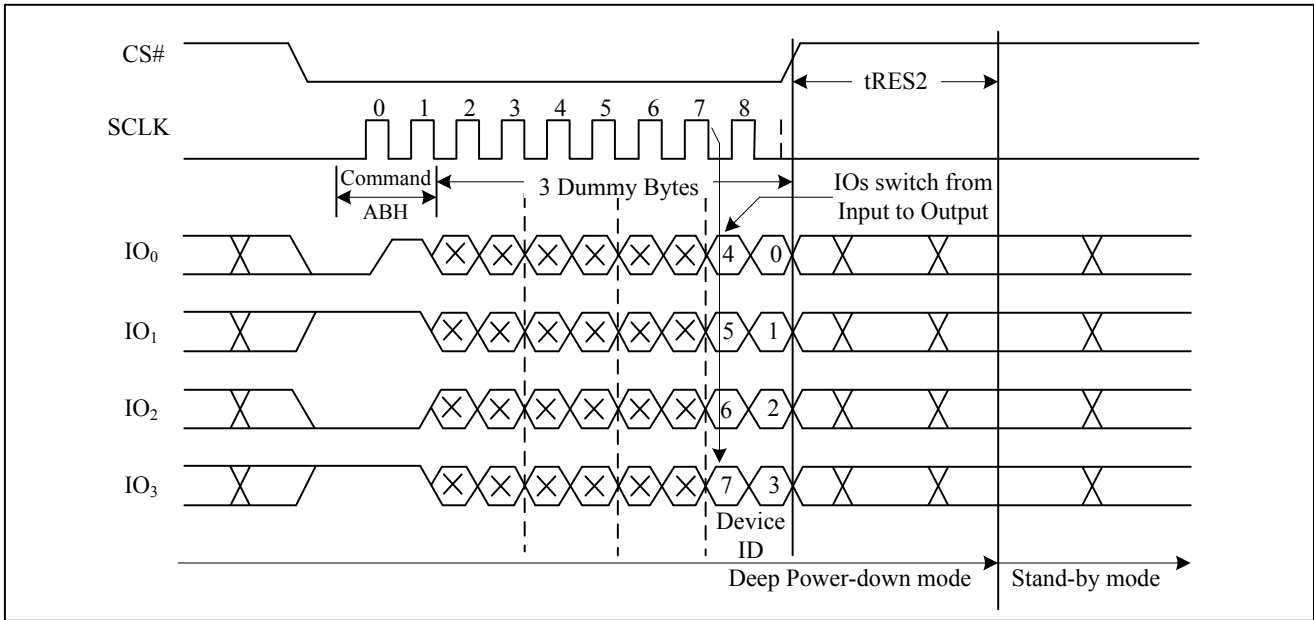 CS#
tRES2
0 1 2 3 4 5 6 7 8
SCLK
Command
ABH
3 Dummy Bytes
IOs switch from
Input to Output
IO₀
4 0
IO₁
5 1
IO₂
6 2
IO₃
7 3
Device
ID
Deep Power-down mode
Stand-by mode